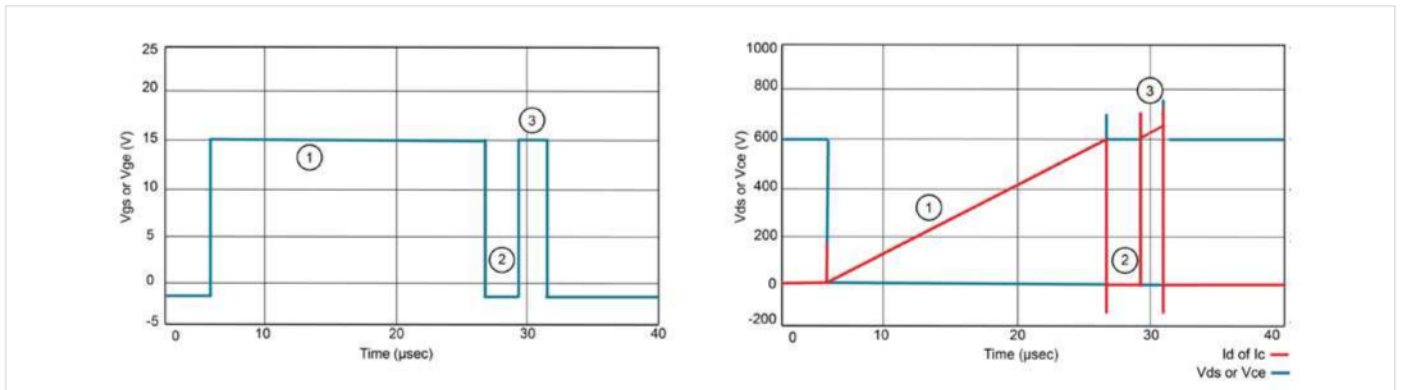 25
20
15
10
5
0
-5
Vgs or Vge (V)
1
2
3
0 10 20 30 40
Time (µsec)
1000
800
600
400
200
0
-200
Vds or Vce (V)
1
2
3
0 10 20 30 40
Time (µsec)
Id of Ic
Vds or Vce